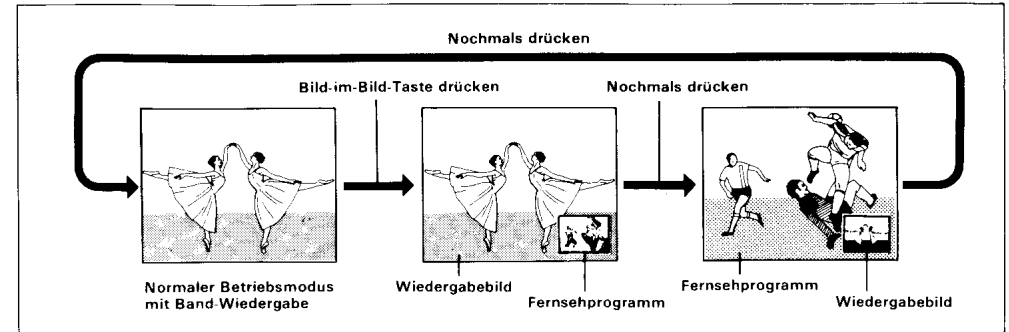 Nochmals drücken
Bild-im-Bild-Taste drücken
Nochmals drücken
Normaler Betriebsmodus
mit Band-Wiedergabe
Wiedergabebild
Fernsehprogramm
Fernsehprogramm
Wiedergabebild